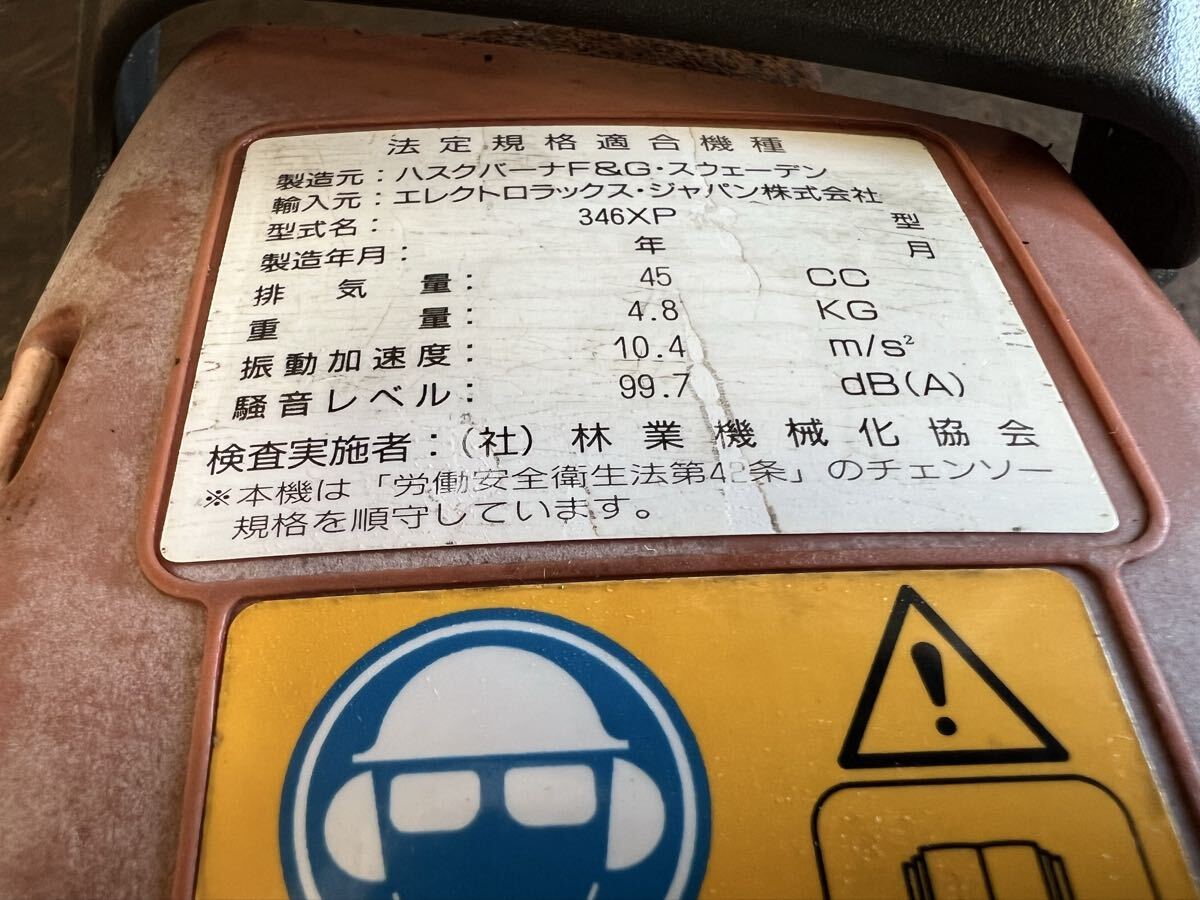 法定規格適合機種
製造元：ハスクバーナF&G・スウェーデン
輸入元：エレクトロラックス・ジャパン株式会社
型式名： 346XP 型
製造年月： 年 月
排気量： 45 CC
重量： 4.8 KG
振動加速度： 10.4 m/s²
騒音レベル： 99.7 dB(A)
検査実施者：（社）林業機械化協会
※本機は「労働安全衛生法第42条」のチェンソー
規格を順守しています。